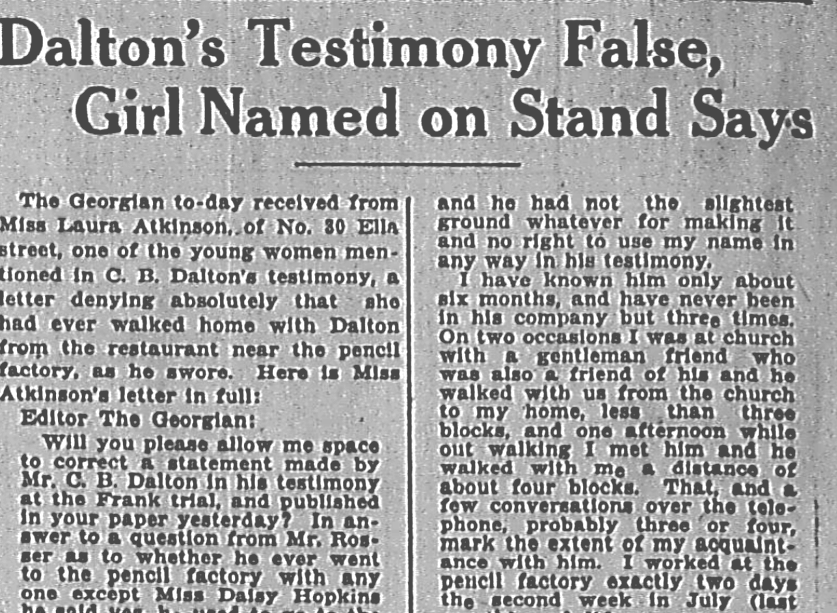 Dalton's Testimony False,
Girl Named on Stand Says
The Georgian to-day received from
Miss Laura Atkinson, of No. 30 Ella
street, one of the young women men-
tioned in C. B. Dalton's testimony, a
letter denying absolutely that she
had ever walked home with Dalton
from the restaurant near the pencil
factory, as he swore. Here is Miss
Atkinson's letter in full:
Editor The Georgian:
Will you please allow me space
to correct a statement made by
Mr. C. B. Dalton in his testimony
at the Frank trial, and published
in your paper yesterday? In an-
swer to a question from Mr. Ros-
ser as to whether he ever went
to the pencil factory with any
one except Miss Daisy Hopkins
he said yes, he used to go to the
and he had not the slightest
ground whatever for making it
and no right to use my name in
any way in his testimony.
I have known him only about
six months, and have never been
in his company but three times.
On two occasions I was at church
with a gentleman friend who
was also a friend of his and he
walked with us from the church
to my home, less than three
blocks, and one afternoon while
out walking I met him and he
walked with me a distance of
about four blocks. That, and a
few conversations over the tele-
phone, probably three or four,
mark the extent of my acquaint-
ance with him. I worked at the
pencil factory exactly two days
the second week in July (last